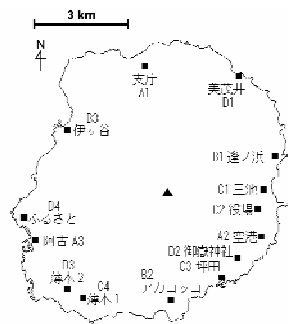 3 km
N
支庁
A1
美茂井
D1
D3
伊ヶ谷
B1 逢ノ浜
C1 三池
C2 役場
A2 空港
D4
ふるさと
阿古 A3
D2 御嶽神社
C3 坪田
D3
薄木 2
C4
薄木 1
B2
アカコッコ